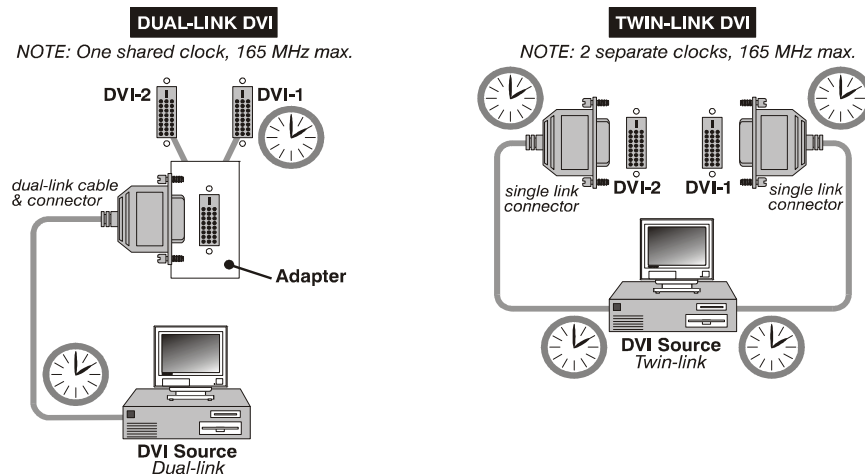 DUAL-LINK DVI
NOTE: One shared clock, 165 MHz max.
DVI-2
DVI-1
dual-link cable
& connector
Adapter
DVI Source
Dual-link
TWIN-LINK DVI
NOTE: 2 separate clocks, 165 MHz max.
single link
connector
DVI-2
DVI-1
single link
connector
DVI Source
Twin-link